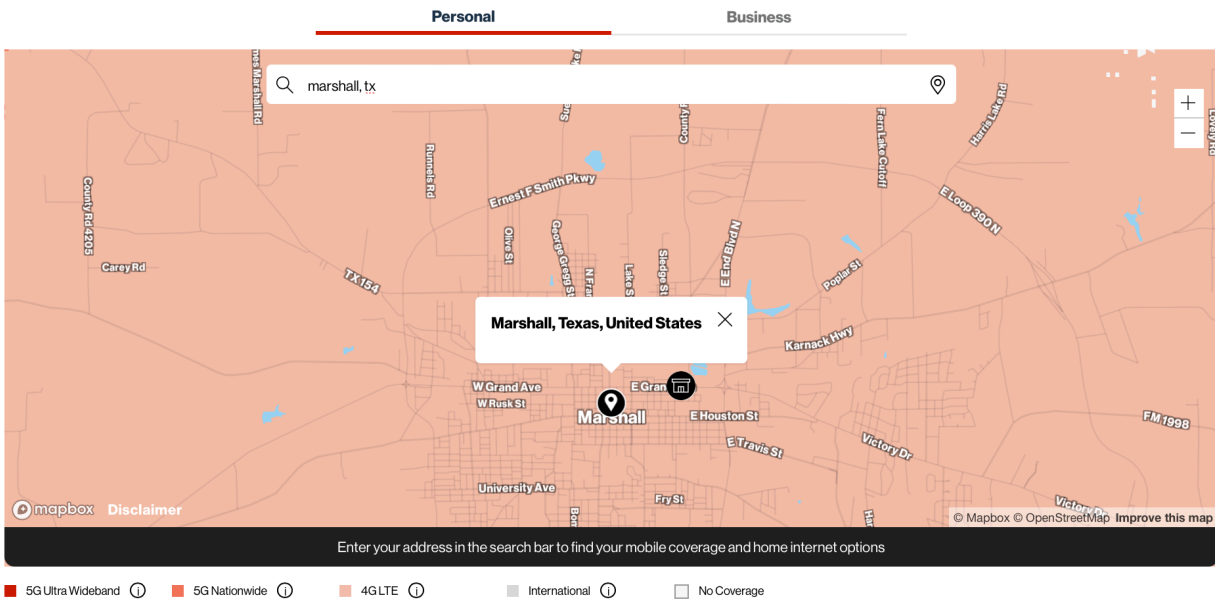 Personal
Business
marshall, tx
County Rd 4205
Carey Rd
TX 154
Runnels Rd
Ernest F Smith Pkwy
Olive St
George Gregg St
Sledge St
E End Blvd N
Poplar St
Fern Lake Cutoff
Harris Lake Rd
E Loop 390 N
Lovely Rd
Karnack Hwy
Marshall, Texas, United States
W Grand Ave
W Rusk St
Marshall
E Houston St
E Travis St
Victory Dr
FM 1998
University Ave
Fry St
mapbox Disclaimer
© Mapbox © OpenStreetMap Improve this map
Enter your address in the search bar to find your mobile coverage and home internet options
5G Ultra Wideband
5G Nationwide
4G LTE
International
No Coverage